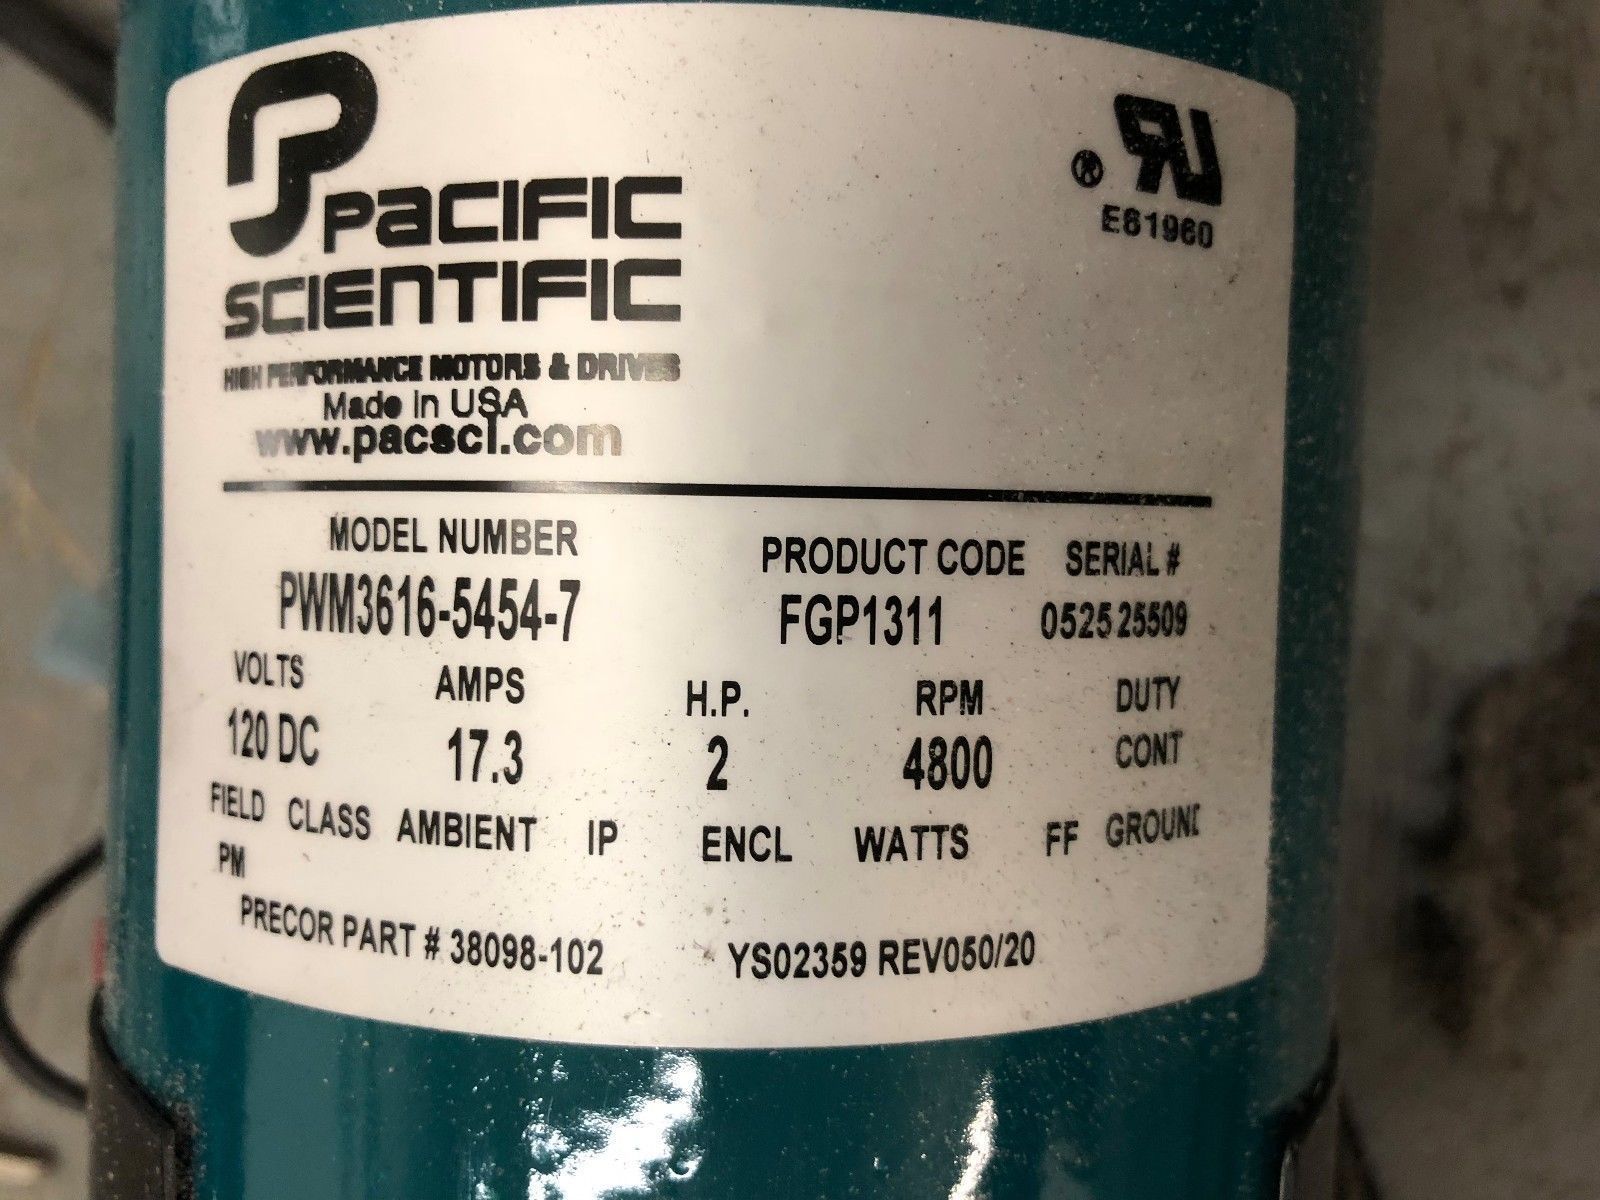 PACIFIC
SCIENTIFIC
HIGH PERFORMANCE MOTORS & DRIVES
Made in USA
www.pacsci.com
RU
®
E61960
MODEL NUMBER PRODUCT CODE SERIAL #
PWM3616-5454-7 FGP1311 052525509
VOLTS AMPS H.P. RPM DUTY
120 DC 17.3 2 4800 CONT
FIELD CLASS AMBIENT IP ENCL WATTS FF GROUND
PM
PRECOR PART # 38098-102 YS02359 REV050/20